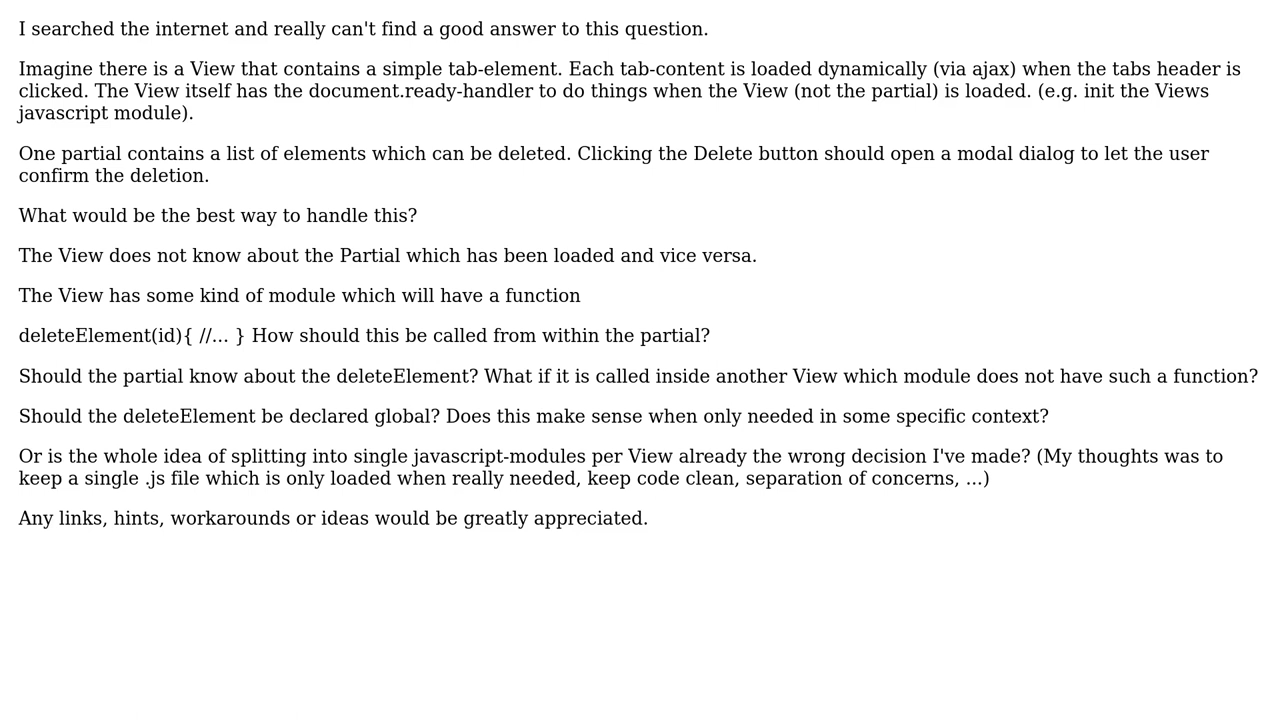 I searched the internet and really can't find a good answer to this question.
Imagine there is a View that contains a simple tab-element. Each tab-content is loaded dynamically (via ajax) when the tabs header is
clicked. The View itself has the document.ready-handler to do things when the View (not the partial) is loaded. (e.g. init the Views
javascript module).
One partial contains a list of elements which can be deleted. Clicking the Delete button should open a modal dialog to let the user
confirm the deletion.
What would be the best way to handle this?
The View does not know about the Partial which has been loaded and vice versa.
The View has some kind of module which will have a function
deleteElement(id){ //... } How should this be called from within the partial?
Should the partial know about the deleteElement? What if it is called inside another View which module does not have such a function?
Should the deleteElement be declared global? Does this make sense when only needed in some specific context?
Or is the whole idea of splitting into single javascript-modules per View already the wrong decision I've made? (My thoughts was to
keep a single .js file which is only loaded when really needed, keep code clean, separation of concerns, ...)
Any links, hints, workarounds or ideas would be greatly appreciated.